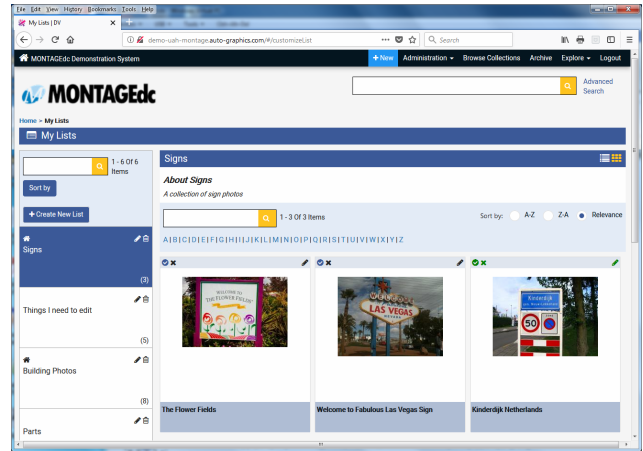 File Edit View History Bookmarks Tools Help
My Lists | DV
demo-uah-montage.auto-graphics.com/#/customizeList
Search
MONTAGEdc Demonstration System
+ New Administration Browse Collections Archive Explore Logout
MONTAGEdc
Advanced Search
Home > My Lists
My Lists
1 - 6 Of 6 Items
Sort by
+ Create New List
Signs
(3)
Things I need to edit
(5)
Building Photos
(8)
Parts
Signs
About Signs
A collection of sign photos
1 - 3 Of 3 Items
Sort by: A-Z Z-A Relevance
A|B|C|D|E|F|G|H|I|J|K|L|M|N|O|P|Q|R|S|T|U|V|W|X|Y|Z
WELCOME TO
THE FLOWER FIELDS
WELCOME
LAS VEGAS
NEVADA
Kinderdijk
50
The Flower Fields
Welcome to Fabulous Las Vegas Sign
Kinderdijk Netherlands